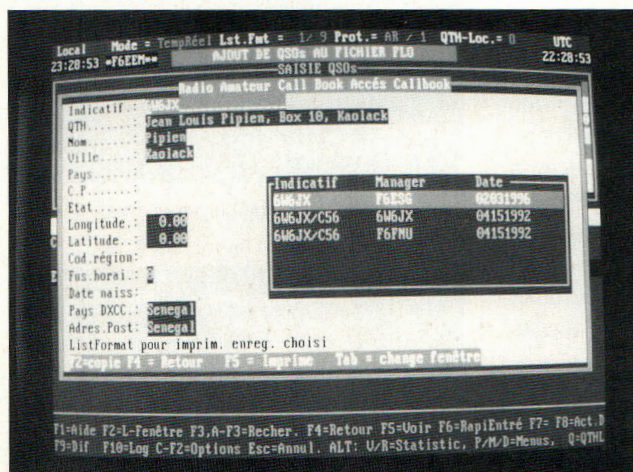 Local Mode = TempRéel Lst.Fmt = 1/ 9 Prot.= AR / 1 QTH-Loc.= 0 UTC
23:28:53 *F6EEM** AJOUT DE QSOs AU FICHIER FLO 22:28:53
SAISIE QSOs
Radio Amateur Call Book Accés Callbook
Indicatif.: 6W6JX
QTH.......: Jean Louis Pipien, Box 10, Kaolack
Nom.......: Pipien
Ville.....: Kaolack
Pays......:
C.P.......:
Etat......:
Longitude.: 0.00
Latitude..: 0.00
Cod.région:
Fus.horai.: 0
Date naiss:
Pays DXCC.: Senegal
Adres.Post: Senegal
Indicatif Manager Date
6W6JX F6ESG 02031996
6W6JX/C56 6W6JX 04151992
6W6JX/C56 F6FNU 04151992
ListFormat pour imprim. enreg. choisi
F2=copie F4 = Retour F5 = Imprime Tab = change fenêtre
F1=Aide F2=L-Fenêtre F3,A-F3=Recher. F4=Retour F5=Voir F6=RapiEntré F7= F8=Act.D
F9=Dif F10=Log C-F2=Options Esc=Annul. ALT: V/R=Statistic, P/M/D=Menus, Q=QTHL